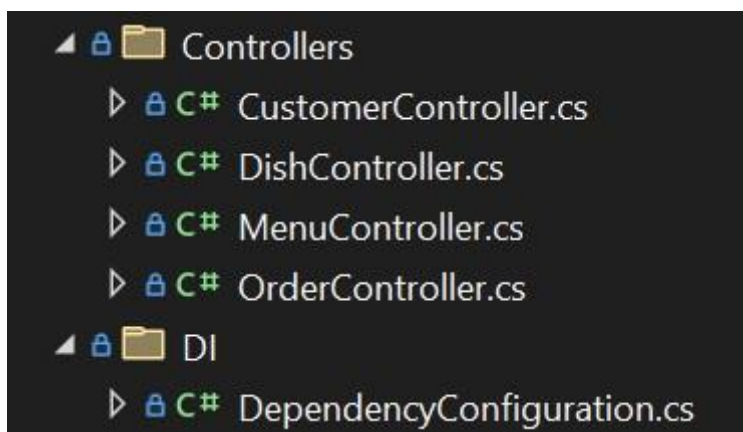 Controllers
C# CustomerController.cs
C# DishController.cs
C# MenuController.cs
C# OrderController.cs
DI
C# DependencyConfiguration.cs